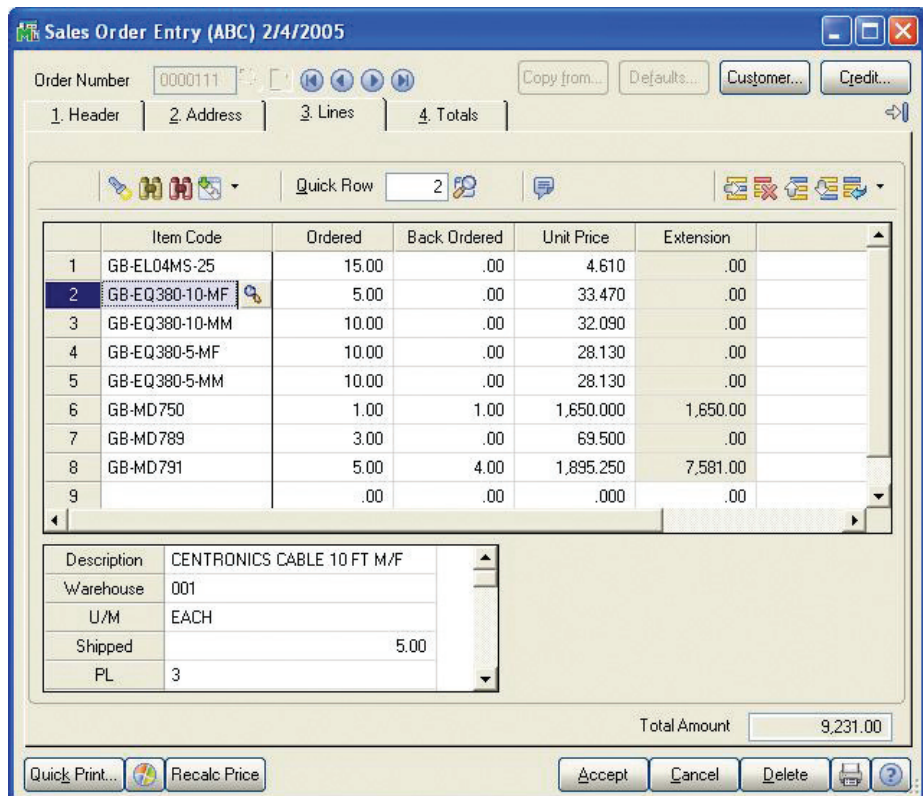 Sales Order Entry (ABC) 2/4/2005
Order Number 0000111 Copy from... Defaults... Customer... Credit...
1. Header 2. Address 3. Lines 4. Totals
Quick Row 2
Item Code Ordered Back Ordered Unit Price Extension
1 GB-EL04MS-25 15.00 .00 4.610 .00
2 GB-EQ380-10-MF 5.00 .00 33.470 .00
3 GB-EQ380-10-MM 10.00 .00 32.090 .00
4 GB-EQ380-5-MF 10.00 .00 28.130 .00
5 GB-EQ380-5-MM 10.00 .00 28.130 .00
6 GB-MD750 1.00 1.00 1,650.000 1,650.00
7 GB-MD789 3.00 .00 69.500 .00
8 GB-MD791 5.00 4.00 1,895.250 7,581.00
9 .00 .00 .000 .00
Description CENTRONICS CABLE 10 FT M/F
Warehouse 001
U/M EACH
Shipped 5.00
PL 3
Total Amount 9,231.00
Quick Print... Recalc Price Accept Cancel Delete